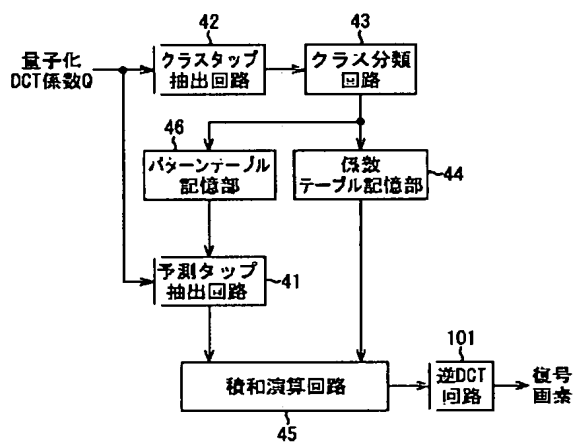 42
43
量子化
DCT係数Q
クラスタップ
抽出回路
クラス分類
回路
46
パターンテーブル
記憶部
係数
テーブル記憶部
44
予測タップ
抽出回路
41
積和演算回路
45
101
逆DCT
回路
復号
画素